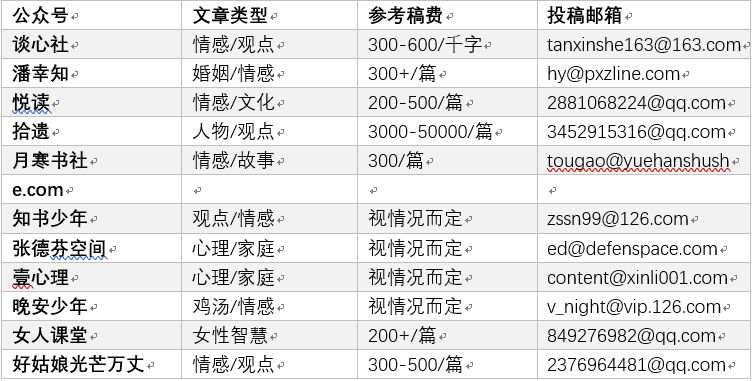 公众号 文章类型 参考稿费 投稿邮箱
谈心社 情感/观点 300-600/千字 tanxinshe163@163.com
潘幸知 婚姻/情感 300+/篇 hy@pxzline.com
悦读 情感/文化 200-500/篇 2881068224@qq.com
拾遗 人物/观点 3000-50000/篇 3452915316@qq.com
月寒书社 情感/故事 300/篇 tougao@yuehanshush
e.com
知书少年 观点/情感 视情况而定 zssn99@126.com
张德芬空间 心理/家庭 视情况而定 ed@defenspace.com
壹心理 心理/家庭 视情况而定 content@xinli001.com
晚安少年 鸡汤/情感 视情况而定 v_night@vip.126.com
女人课堂 女性智慧 200+/篇 849276982@qq.com
好姑娘光芒万丈 情感/观点 300-500/篇 2376964481@qq.com